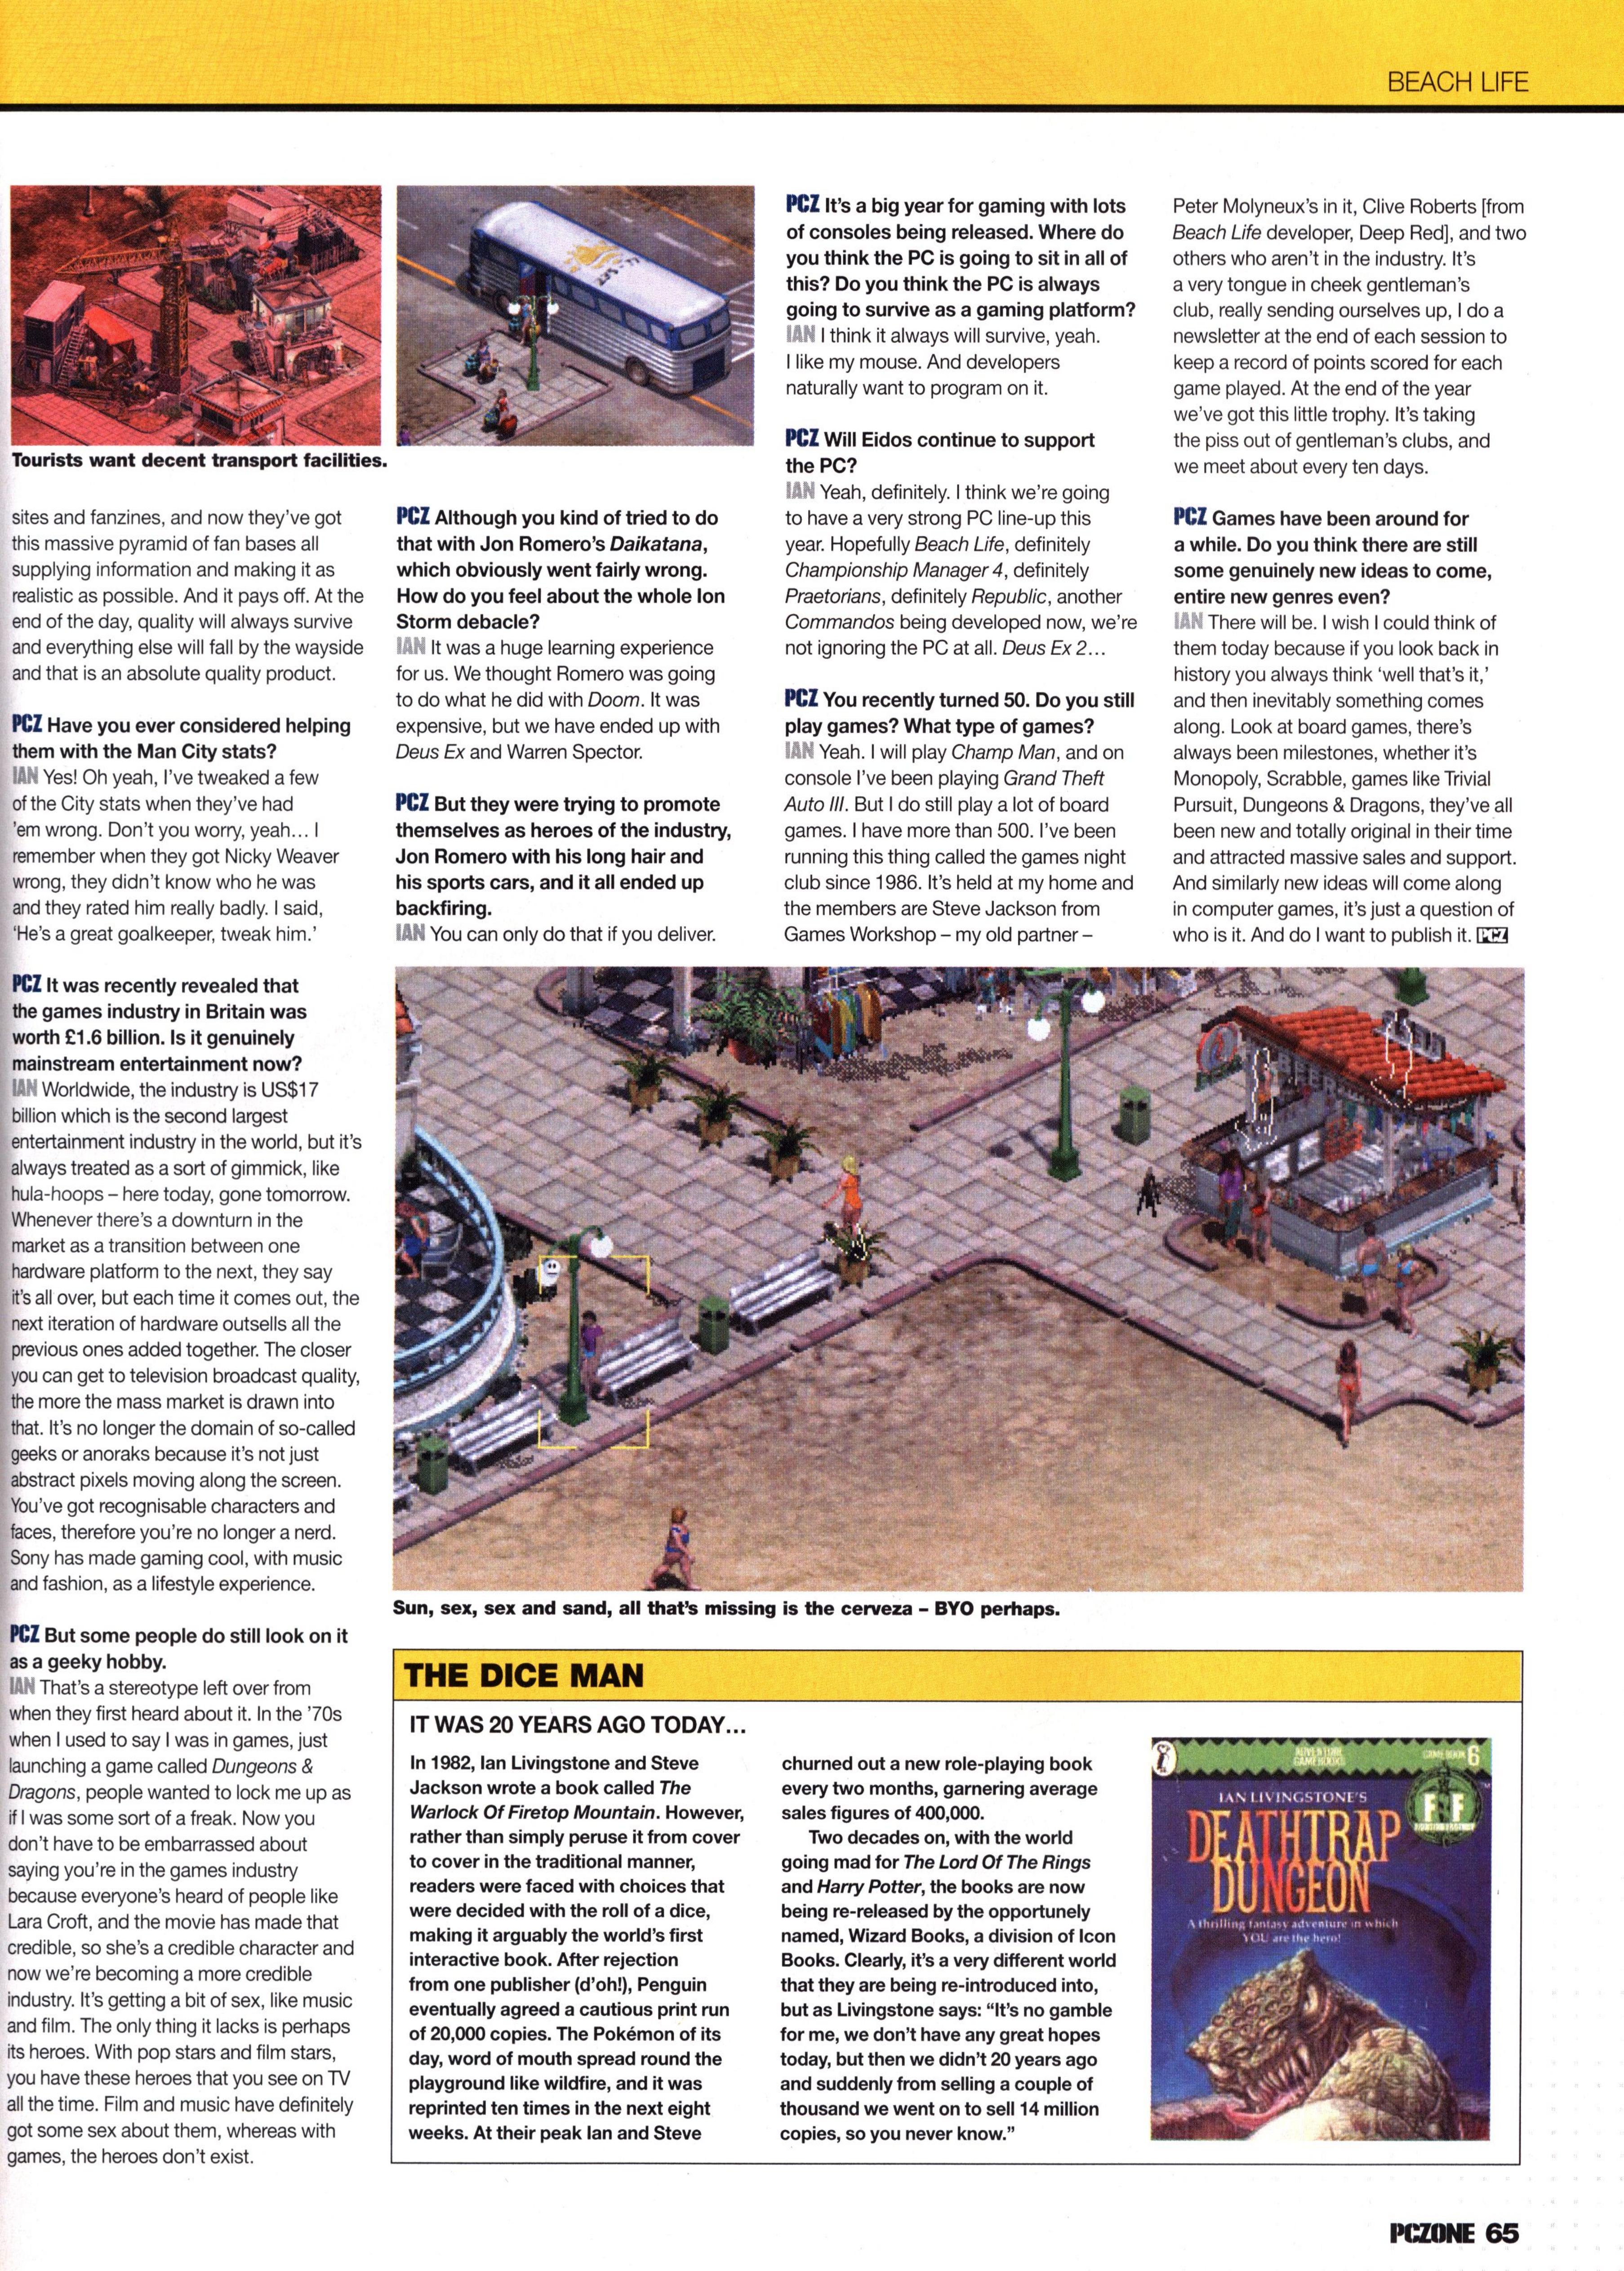 BEACH LIFE
Tourists want decent transport facilities.
sites and fanzines, and now they've got
this massive pyramid of fan bases all
supplying information and making it as
realistic as possible. And it pays off. At the
end of the day, quality will always survive
and everything else will fall by the wayside
and that is an absolute quality product.
PCZ Have you ever considered helping
them with the Man City stats?
IAN Yes! Oh yeah, I've tweaked a few
of the City stats when they've had
'em wrong. Don't you worry, yeah... I
remember when they got Nicky Weaver
wrong, they didn't know who he was
and they rated him really badly. I said,
'He's a great goalkeeper, tweak him.'
PCZ It was recently revealed that
the games industry in Britain was
worth £1.6 billion. Is it genuinely
mainstream entertainment now?
IAN Worldwide, the industry is US$17
billion which is the second largest
entertainment industry in the world, but it's
always treated as a sort of gimmick, like
hula-hoops – here today, gone tomorrow.
Whenever there's a downturn in the
market as a transition between one
hardware platform to the next, they say
it's all over, but each time it comes out, the
next iteration of hardware outsells all the
previous ones added together. The closer
you can get to television broadcast quality,
the more the mass market is drawn into
that. It's no longer the domain of so-called
geeks or anoraks because it's not just
abstract pixels moving along the screen.
You've got recognisable characters and
faces, therefore you're no longer a nerd.
Sony has made gaming cool, with music
and fashion, as a lifestyle experience.
PCZ But some people do still look on it
as a geeky hobby.
IAN That's a stereotype left over from
when they first heard about it. In the '70s
when I used to say I was in games, just
launching a game called Dungeons &
Dragons, people wanted to lock me up as
if I was some sort of a freak. Now you
don't have to be embarrassed about
saying you're in the games industry
because everyone's heard of people like
Lara Croft, and the movie has made that
credible, so she's a credible character and
now we're becoming a more credible
industry. It's getting a bit of sex, like music
and film. The only thing it lacks is perhaps
its heroes. With pop stars and film stars,
you have these heroes that you see on TV
all the time. Film and music have definitely
got some sex about them, whereas with
games, the heroes don't exist.
PCZ Although you kind of tried to do
that with Jon Romero's Daikatana,
which obviously went fairly wrong.
How do you feel about the whole Ion
Storm debacle?
IAN It was a huge learning experience
for us. We thought Romero was going
to do what he did with Doom. It was
expensive, but we have ended up with
Deus Ex and Warren Spector.
PCZ But they were trying to promote
themselves as heroes of the industry,
Jon Romero with his long hair and
his sports cars, and it all ended up
backfiring.
IAN You can only do that if you deliver.
PCZ It's a big year for gaming with lots
of consoles being released. Where do
you think the PC is going to sit in all of
this? Do you think the PC is always
going to survive as a gaming platform?
IAN I think it always will survive, yeah.
I like my mouse. And developers
naturally want to program on it.
PCZ Will Eidos continue to support
the PC?
IAN Yeah, definitely. I think we're going
to have a very strong PC line-up this
year. Hopefully Beach Life, definitely
Championship Manager 4, definitely
Praetorians, definitely Republic, another
Commandos being developed now, we're
not ignoring the PC at all. Deus Ex 2...
PCZ You recently turned 50. Do you still
play games? What type of games?
IAN Yeah. I will play Champ Man, and on
console I've been playing Grand Theft
Auto III. But I do still play a lot of board
games. I have more than 500. I've been
running this thing called the games night
club since 1986. It's held at my home and
the members are Steve Jackson from
Games Workshop – my old partner –
Peter Molyneux's in it, Clive Roberts [from
Beach Life developer, Deep Red], and two
others who aren't in the industry. It's
a very tongue in cheek gentleman's
club, really sending ourselves up, I do a
newsletter at the end of each session to
keep a record of points scored for each
game played. At the end of the year
we've got this little trophy. It's taking
the piss out of gentleman's clubs, and
we meet about every ten days.
PCZ Games have been around for
a while. Do you think there are still
some genuinely new ideas to come,
entire new genres even?
IAN There will be. I wish I could think of
them today because if you look back in
history you always think 'well that's it,'
and then inevitably something comes
along. Look at board games, there's
always been milestones, whether it's
Monopoly, Scrabble, games like Trivial
Pursuit, Dungeons & Dragons, they've all
been new and totally original in their time
and attracted massive sales and support.
And similarly new ideas will come along
in computer games, it's just a question of
who is it. And do I want to publish it. PCZ
Sun, sex, sex and sand, all that's missing is the cerveza – BYO perhaps.
THE DICE MAN
IT WAS 20 YEARS AGO TODAY...
In 1982, Ian Livingstone and Steve
Jackson wrote a book called The
Warlock Of Firetop Mountain. However,
rather than simply peruse it from cover
to cover in the traditional manner,
readers were faced with choices that
were decided with the roll of a dice,
making it arguably the world's first
interactive book. After rejection
from one publisher (d'oh!), Penguin
eventually agreed a cautious print run
of 20,000 copies. The Pokémon of its
day, word of mouth spread round the
playground like wildfire, and it was
reprinted ten times in the next eight
weeks. At their peak Ian and Steve
churned out a new role-playing book
every two months, garnering average
sales figures of 400,000.
Two decades on, with the world
going mad for The Lord Of The Rings
and Harry Potter, the books are now
being re-released by the opportunely
named, Wizard Books, a division of Icon
Books. Clearly, it's a very different world
that they are being re-introduced into,
but as Livingstone says: "It's no gamble
for me, we don't have any great hopes
today, but then we didn't 20 years ago
and suddenly from selling a couple of
thousand we went on to sell 14 million
copies, so you never know."
ADVENTURE
GAMEBOOKS
GAMEBOOK 6
FF
FIGHTING FANTASY
IAN LIVINGSTONE'S
DEATHTRAP
DUNGEON
A thrilling fantasy adventure in which
YOU are the hero!
PCZONE 65